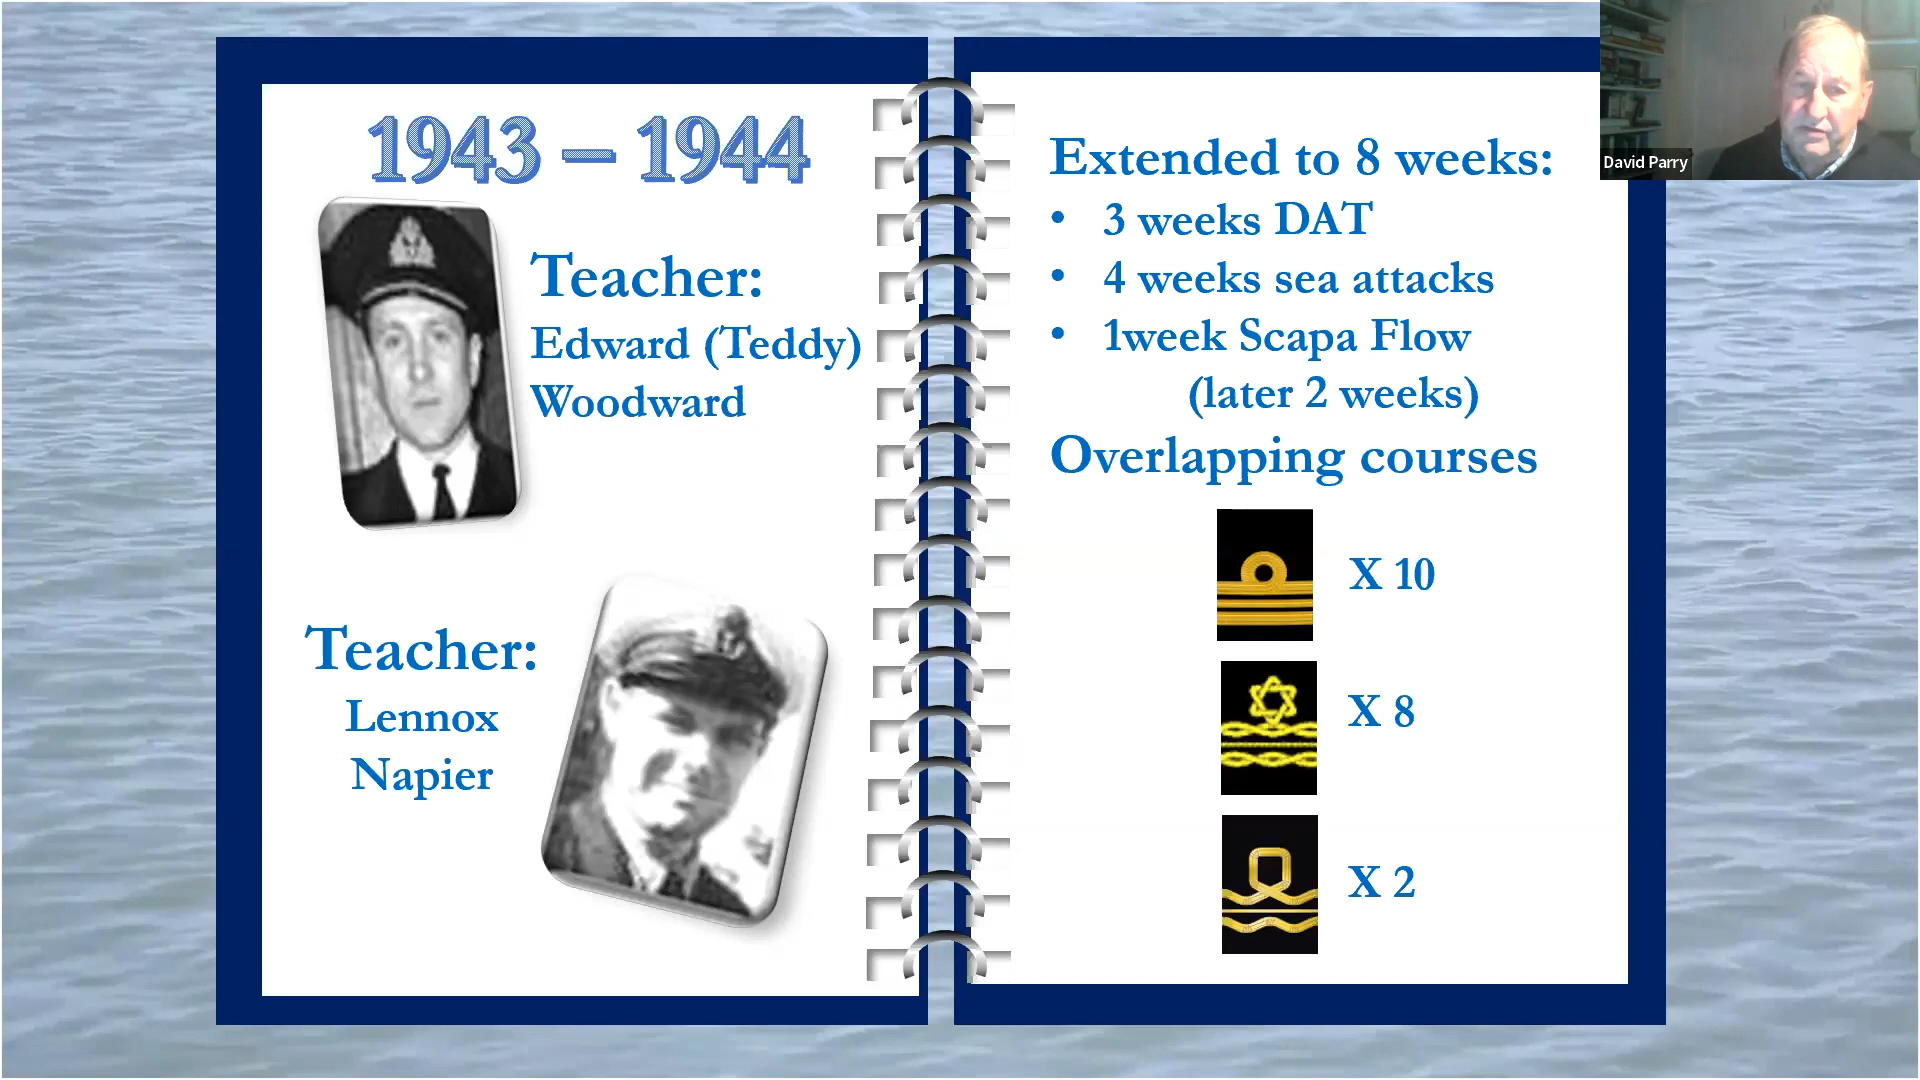 1943 – 1944
Teacher:
Edward (Teddy)
Woodward
Teacher:
Lennox
Napier
Extended to 8 weeks:
• 3 weeks DAT
• 4 weeks sea attacks
• 1week Scapa Flow
(later 2 weeks)
Overlapping courses
X 10
X 8
X 2
David Parry